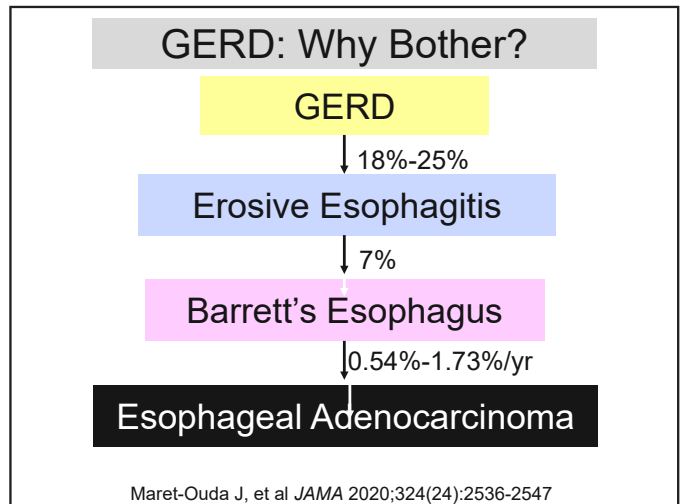 GERD: Why Bother?
GERD
18%-25%
Erosive Esophagitis
7%
Barrett’s Esophagus
0.54%-1.73%/yr
Esophageal Adenocarcinoma
Maret-Ouda J, et al JAMA 2020;324(24):2536-2547